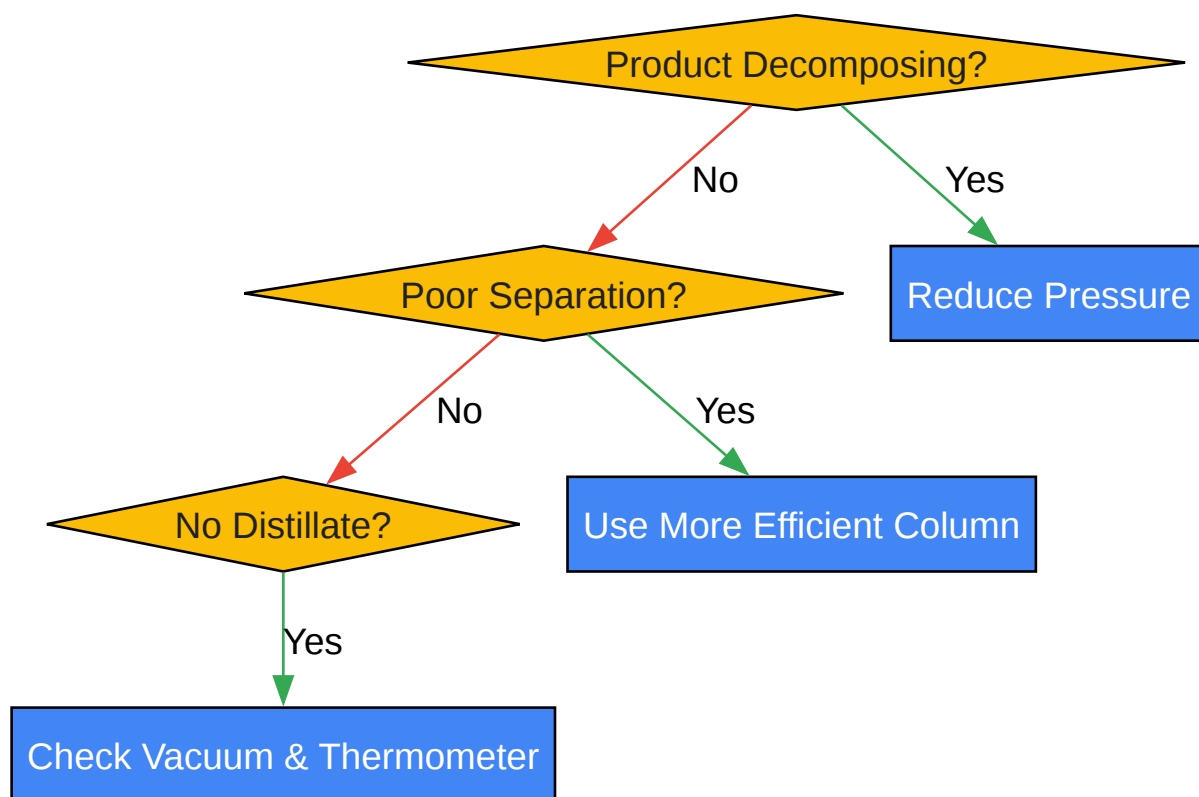 Product Decomposing?
No
Yes
Poor Separation?
Reduce Pressure
No
Yes
No Distillate?
Use More Efficient Column
Yes
Check Vacuum & Thermometer